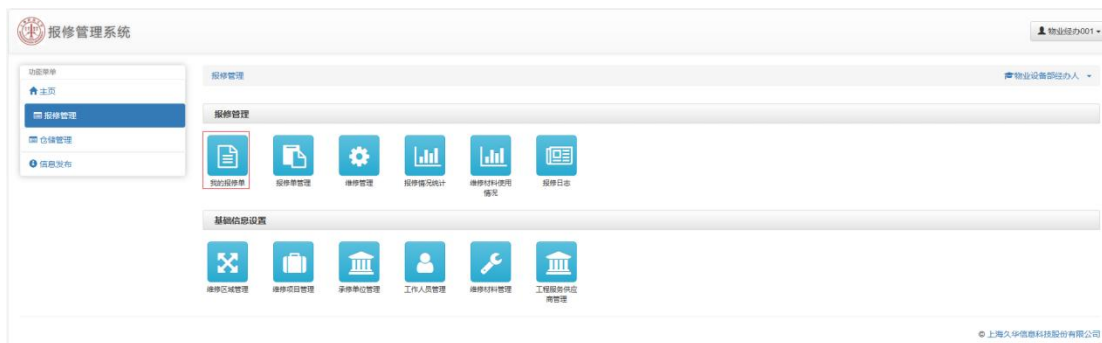 报修管理系统
物业经办001
功能菜单
主页
报修管理
仓储管理
信息发布
报修管理
物业设备部经办人
报修管理
我的报修单
报修单管理
维修管理
报修情况统计
维修材料使用
情况
报修日志
基础信息设置
维修区域管理
维修项目管理
承修单位管理
工作人员管理
维修材料管理
工程服务供应
商管理
© 上海久华信息科技股份有限公司